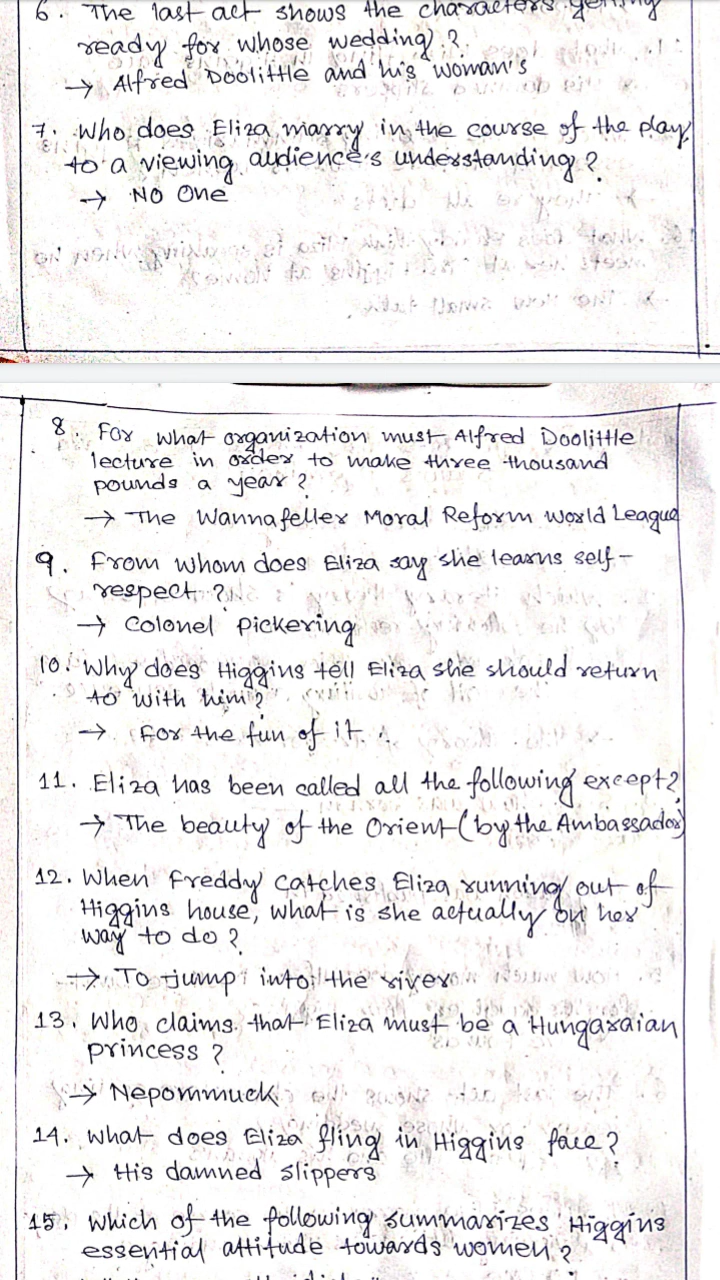 6. The last act shows the characters getting
ready for whose wedding?
→ Alfred Doolittle and his woman's
7. Who does Eliza marry in the course of the play
to a viewing audience's understanding?
→ No One
8. For what organization must Alfred Doolittle
lecture in order to make three thousand
pounds a year?
→ The Wannafeller Moral Reform World League
9. From whom does Eliza say she learns self-
respect?
→ Colonel Pickering
10. Why does Higgins tell Eliza she should return
to with him?
→ For the fun of it.
11. Eliza has been called all the following except?
→ The beauty of the Orient (by the Ambassador)
12. When Freddy Catches Eliza running out of
Higgins house, what is she actually on her
way to do?
→ To jump into the river
13. Who claims that Eliza must be a Hungaraian
princess?
→ Nepommuck
14. What does Eliza fling in Higgins face?
→ His damned slippers
15. Which of the following summarizes Higgins
essential attitude towards women?